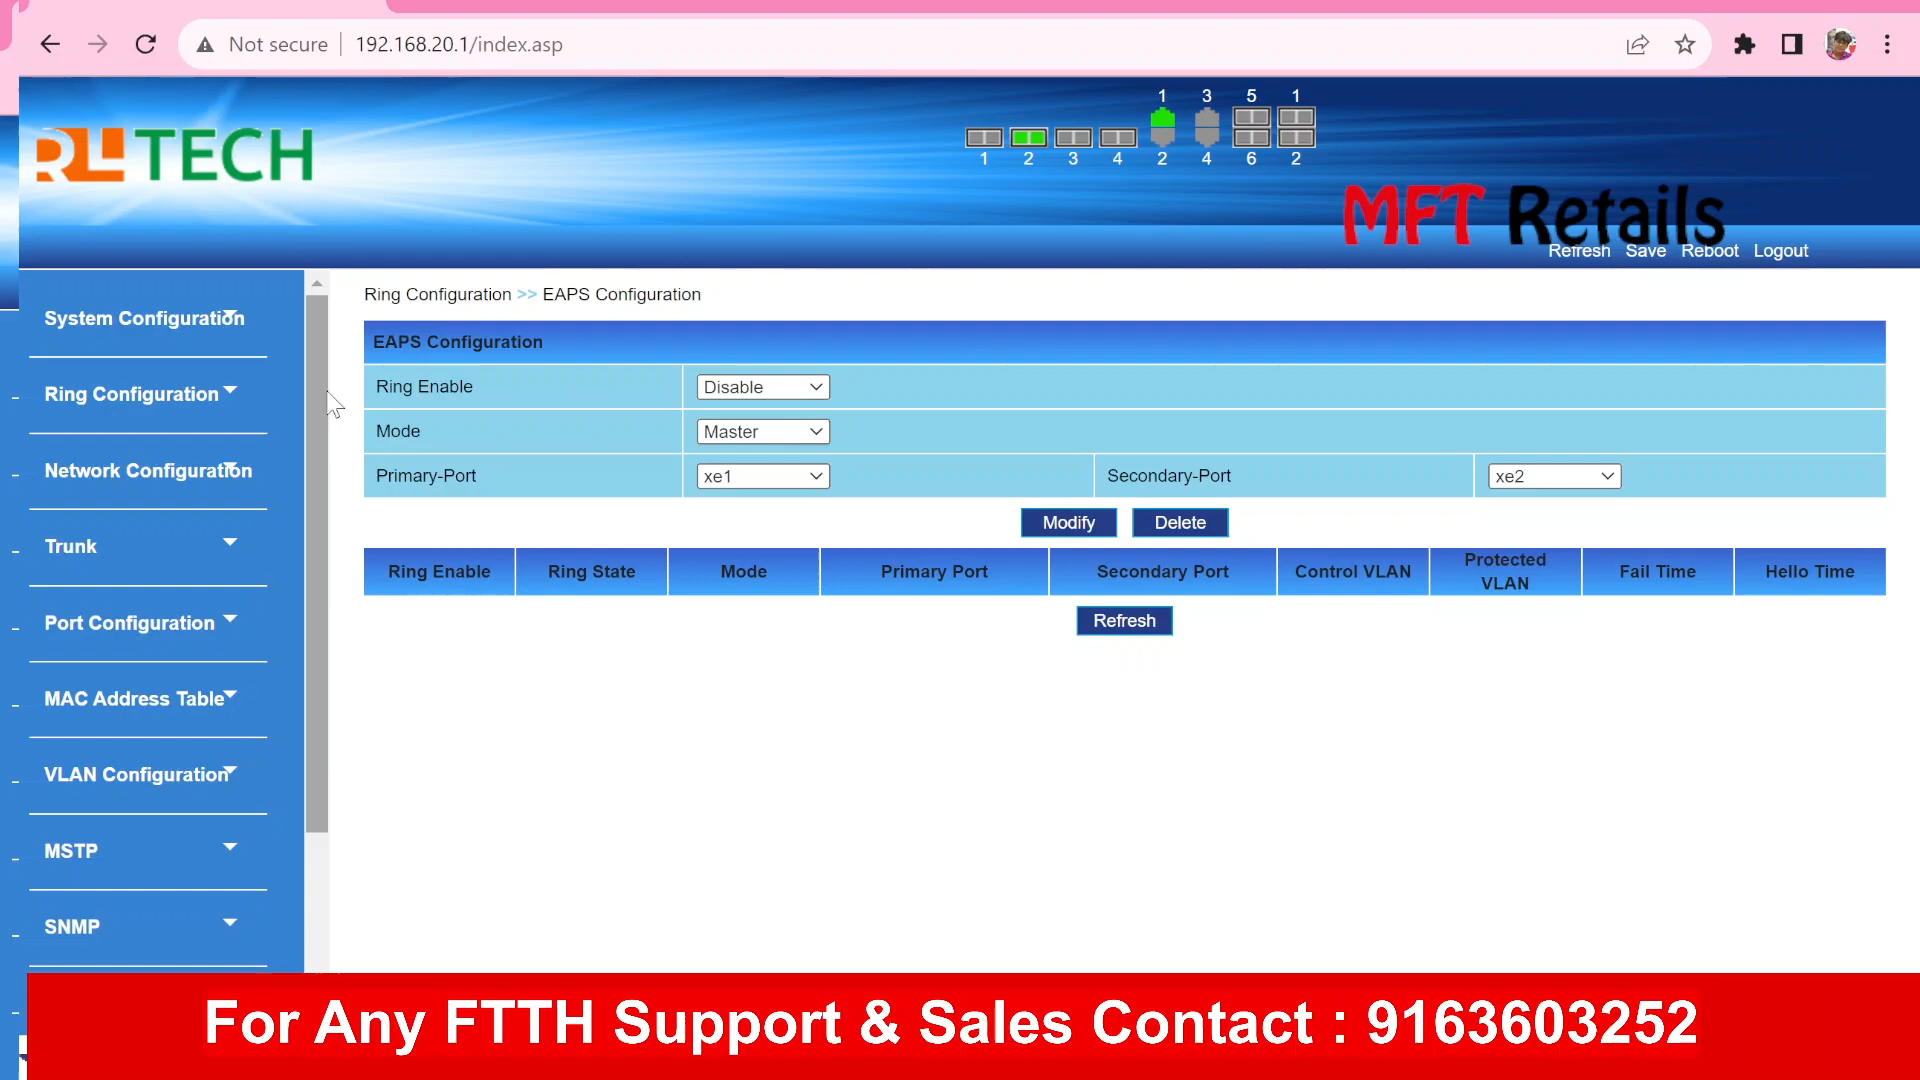 Not secure
192.168.20.1/index.asp
1 3 5 1
1 2 3 4 2 4 6 2
RL TECH
MFT Retails
Refresh Save Reboot Logout
System Configuration
Ring Configuration
Network Configuration
Trunk
Port Configuration
MAC Address Table
VLAN Configuration
MSTP
SNMP
Ring Configuration >> EAPS Configuration
EAPS Configuration
Ring Enable Disable
Mode Master
Primary-Port xe1 Secondary-Port xe2
Modify Delete
Ring Enable Ring State Mode Primary Port Secondary Port Control VLAN Protected VLAN Fail Time Hello Time
Refresh
For Any FTTH Support & Sales Contact : 9163603252